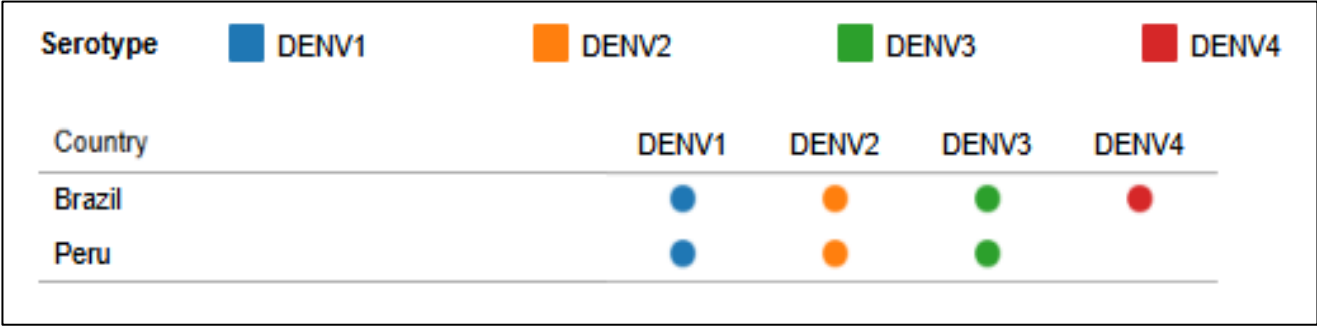 Serotype DENV1 DENV2 DENV3 DENV4
Country DENV1 DENV2 DENV3 DENV4
Brazil
Peru